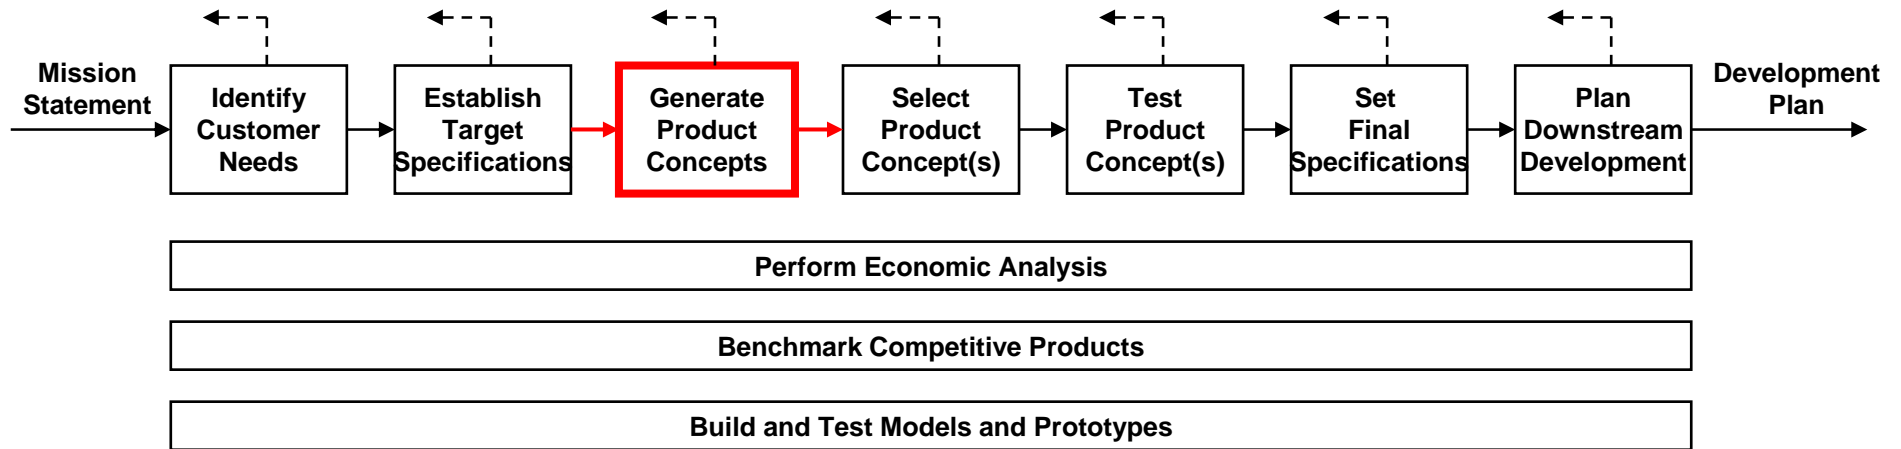 Mission
Statement
Identify
Customer
Needs
Establish
Target
Specifications
Generate
Product
Concepts
Select
Product
Concept(s)
Test
Product
Concept(s)
Set
Final
Specifications
Plan
Downstream
Development
Development
Plan
Perform Economic Analysis
Benchmark Competitive Products
Build and Test Models and Prototypes